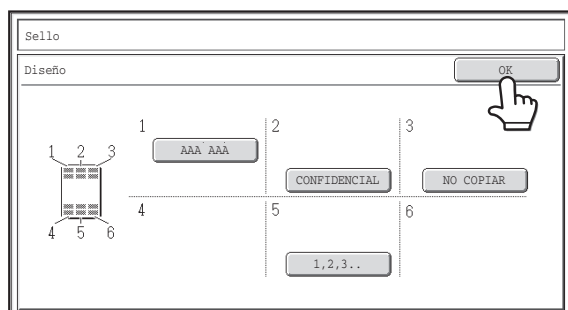 Sello
Diseño OK
1 2 3
AAA AAA
CONFIDENCIAL NO COPIAR
1 2 3
4 5 6
4 5 6
1,2,3..